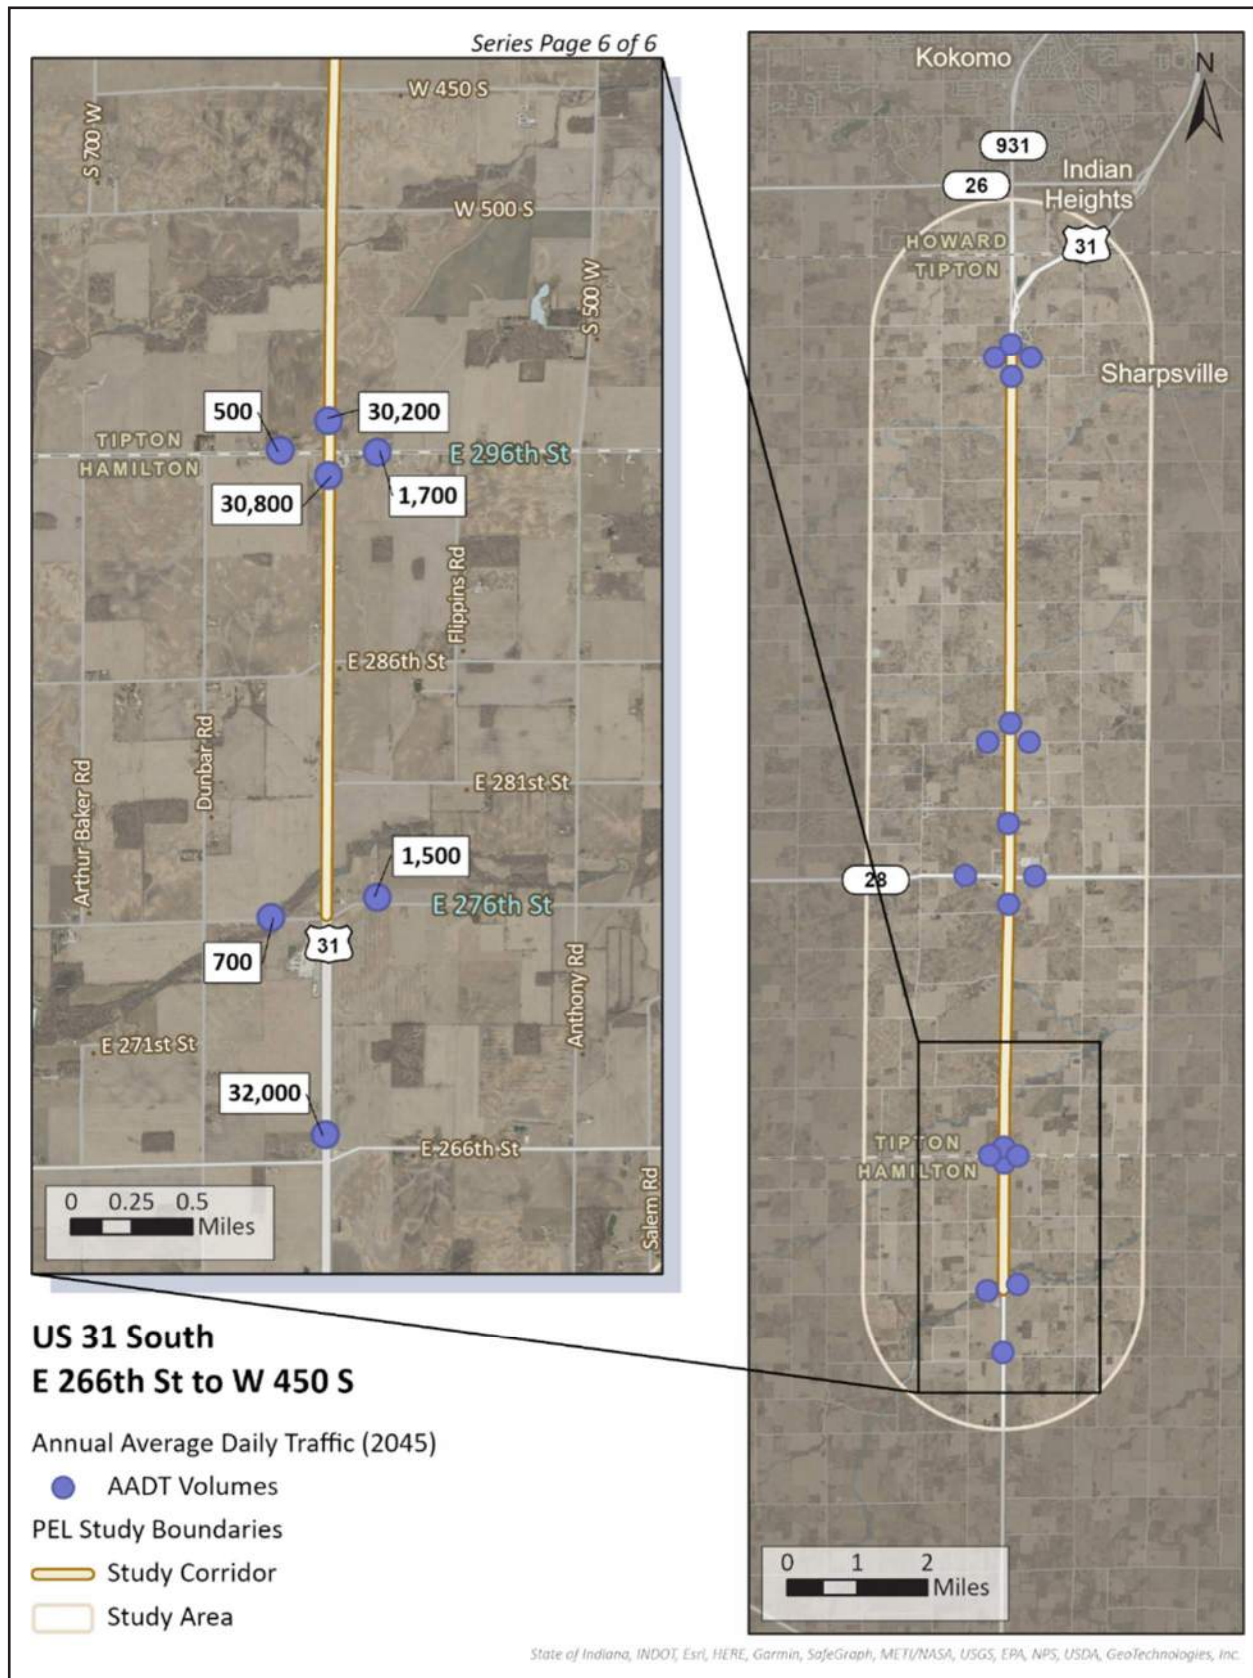 Series Page 6 of 6
W 450 S
S 700 W
W 500 S
S 500 W
500
30,200
TIPTON
HAMILTON
E 296th St
30,800
1,700
Flippins Rd
E 286th St
Dunbar Rd
Arthur Baker Rd
E 281st St
1,500
E 276th St
700
31
Anthony Rd
E 271st St
32,000
E 266th St
Salem Rd
0 0.25 0.5
Miles
Kokomo
N
931
26
Indian
Heights
HOWARD
TIPTON
31
Sharpsville
28
TIPTON
HAMILTON
0 1 2
Miles
US 31 South
E 266th St to W 450 S
Annual Average Daily Traffic (2045)
AADT Volumes
PEL Study Boundaries
Study Corridor
Study Area
State of Indiana, INDOT, Esri, HERE, Garmin, SafeGraph, METI/NASA, USGS, EPA, NPS, USDA, GeoTechnologies, Inc.